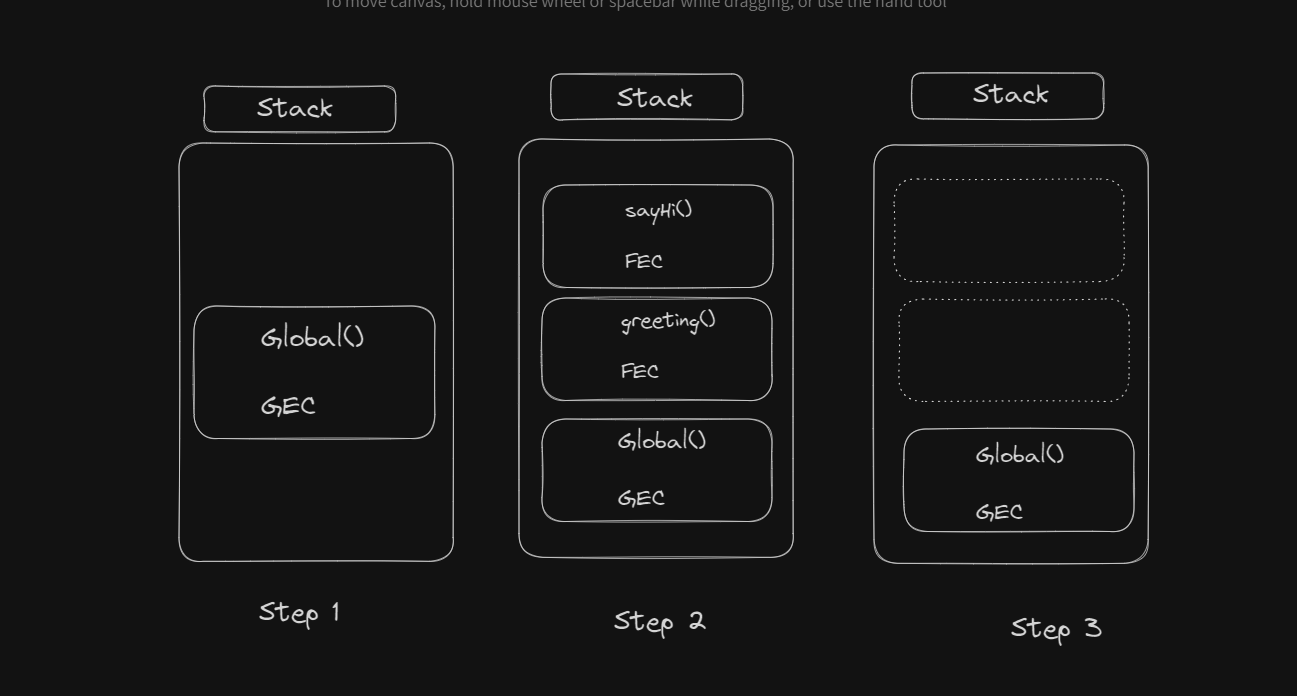 To move canvas, hold mouse wheel or spacebar while dragging, or use the hand tool
Stack
Global()
GEC
Step 1
Stack
sayHi()
FEC
greeting()
FEC
Global()
GEC
Step 2
Stack
Global()
GEC
Step 3